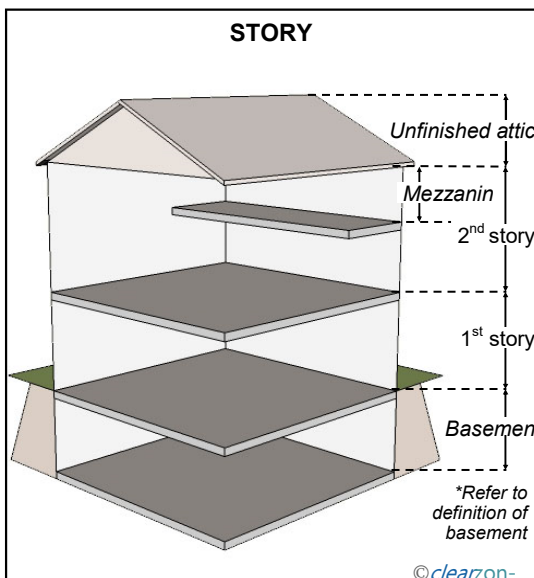 STORY
Unfinished attic
Mezzanin
2nd story
1st story
Basemen
*Refer to
definition of
basement
©clearzon-